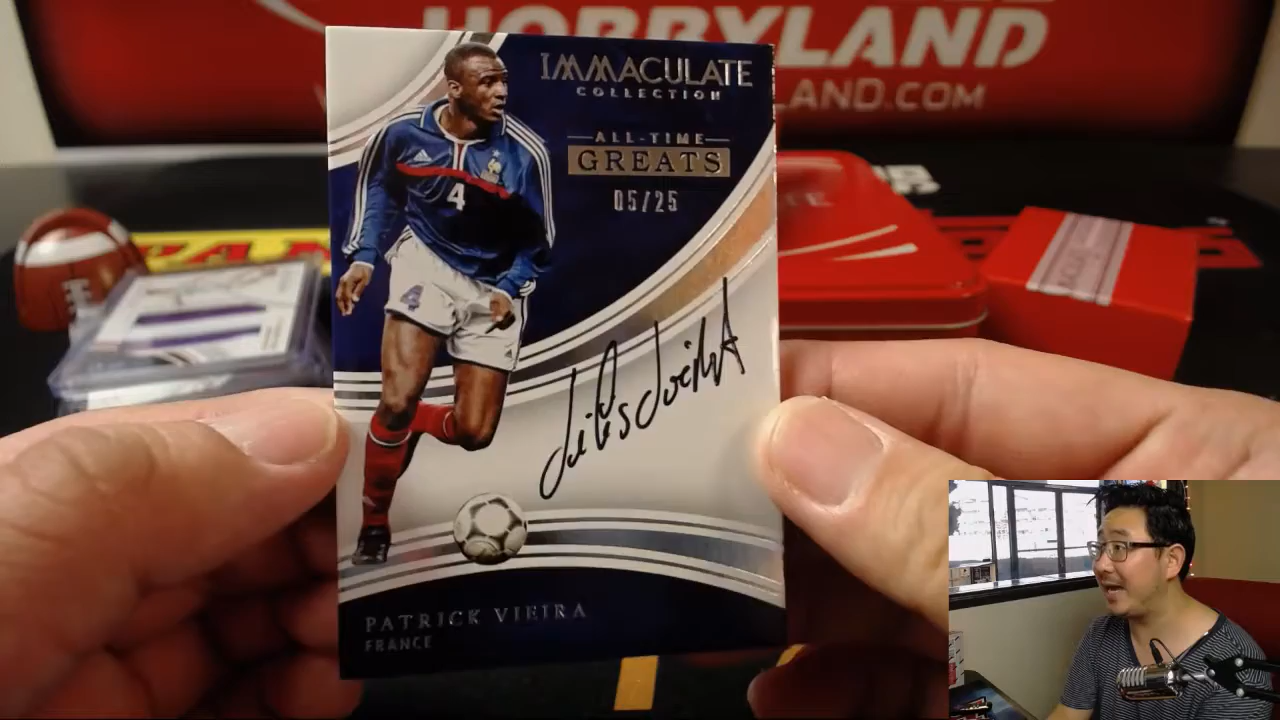 HOBBYLAND
LAND.COM
IMMACULATE
COLLECTION
ALL-TIME
GREATS
05/25
4
4
PATRICK VIEIRA
FRANCE